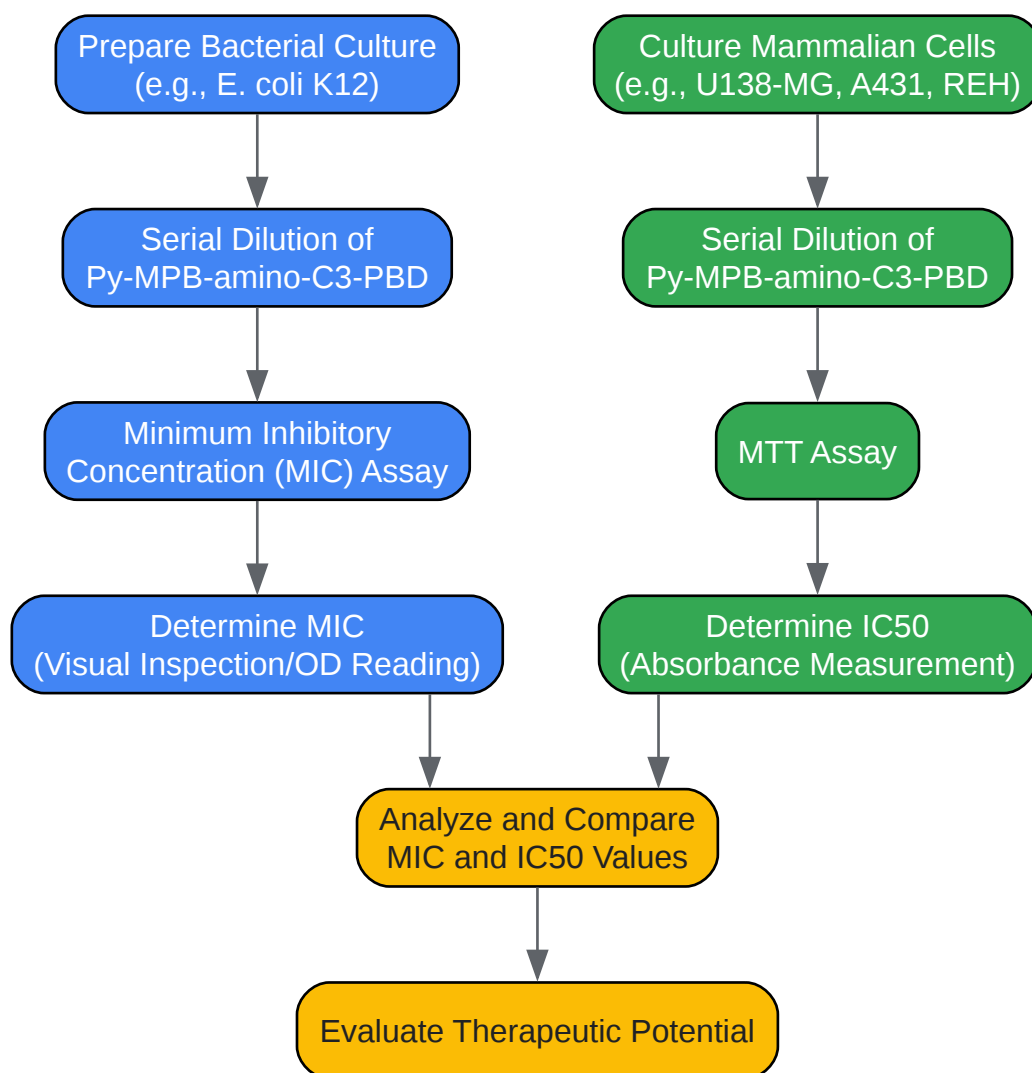 Prepare Bacterial Culture
(e.g., E. coli K12)
Culture Mammalian Cells
(e.g., U138-MG, A431, REH)
Serial Dilution of
Py-MPB-amino-C3-PBD
Serial Dilution of
Py-MPB-amino-C3-PBD
Minimum Inhibitory
Concentration (MIC) Assay
MTT Assay
Determine MIC
(Visual Inspection/OD Reading)
Determine IC50
(Absorbance Measurement)
Analyze and Compare
MIC and IC50 Values
Evaluate Therapeutic Potential